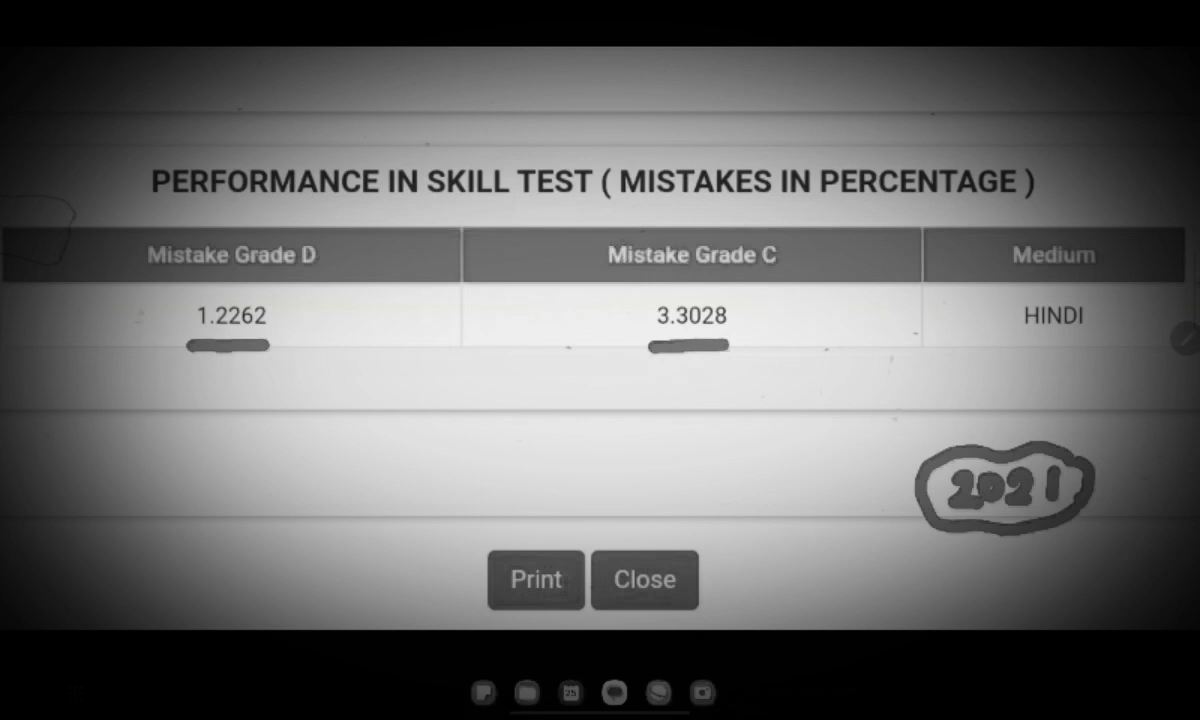 PERFORMANCE IN SKILL TEST ( MISTAKES IN PERCENTAGE )
Mistake Grade D Mistake Grade C Medium
1.2262 3.3028 HINDI
2021
Print Close
25